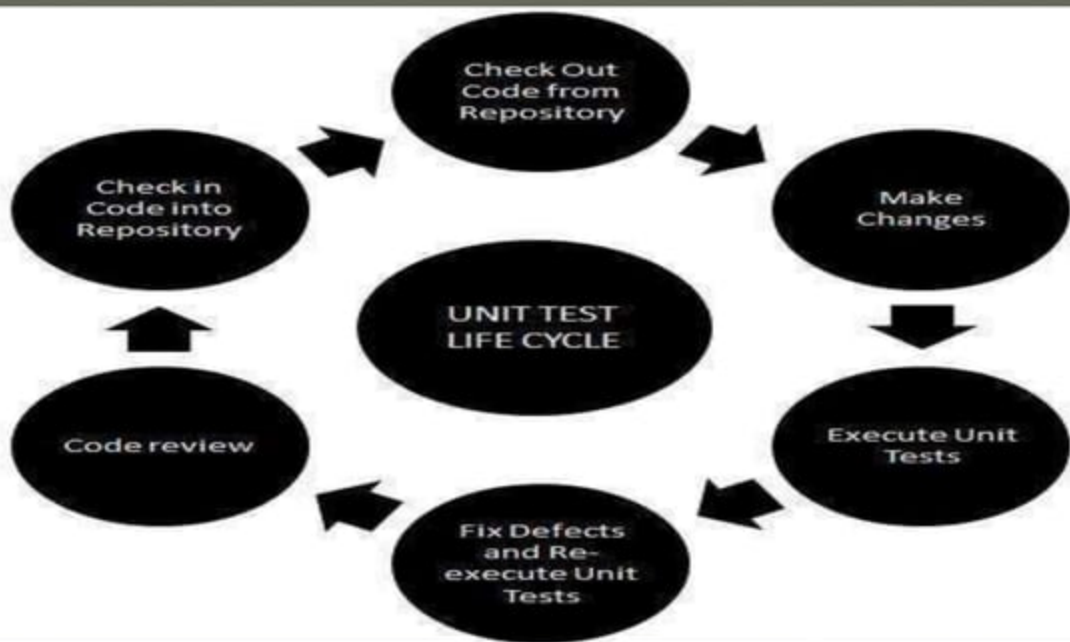 Check Out
Code from
Repository
Make
Changes
Execute Unit
Tests
Fix Defects
and Re-
execute Unit
Tests
Code review
Check in
Code into
Repository
UNIT TEST
LIFE CYCLE